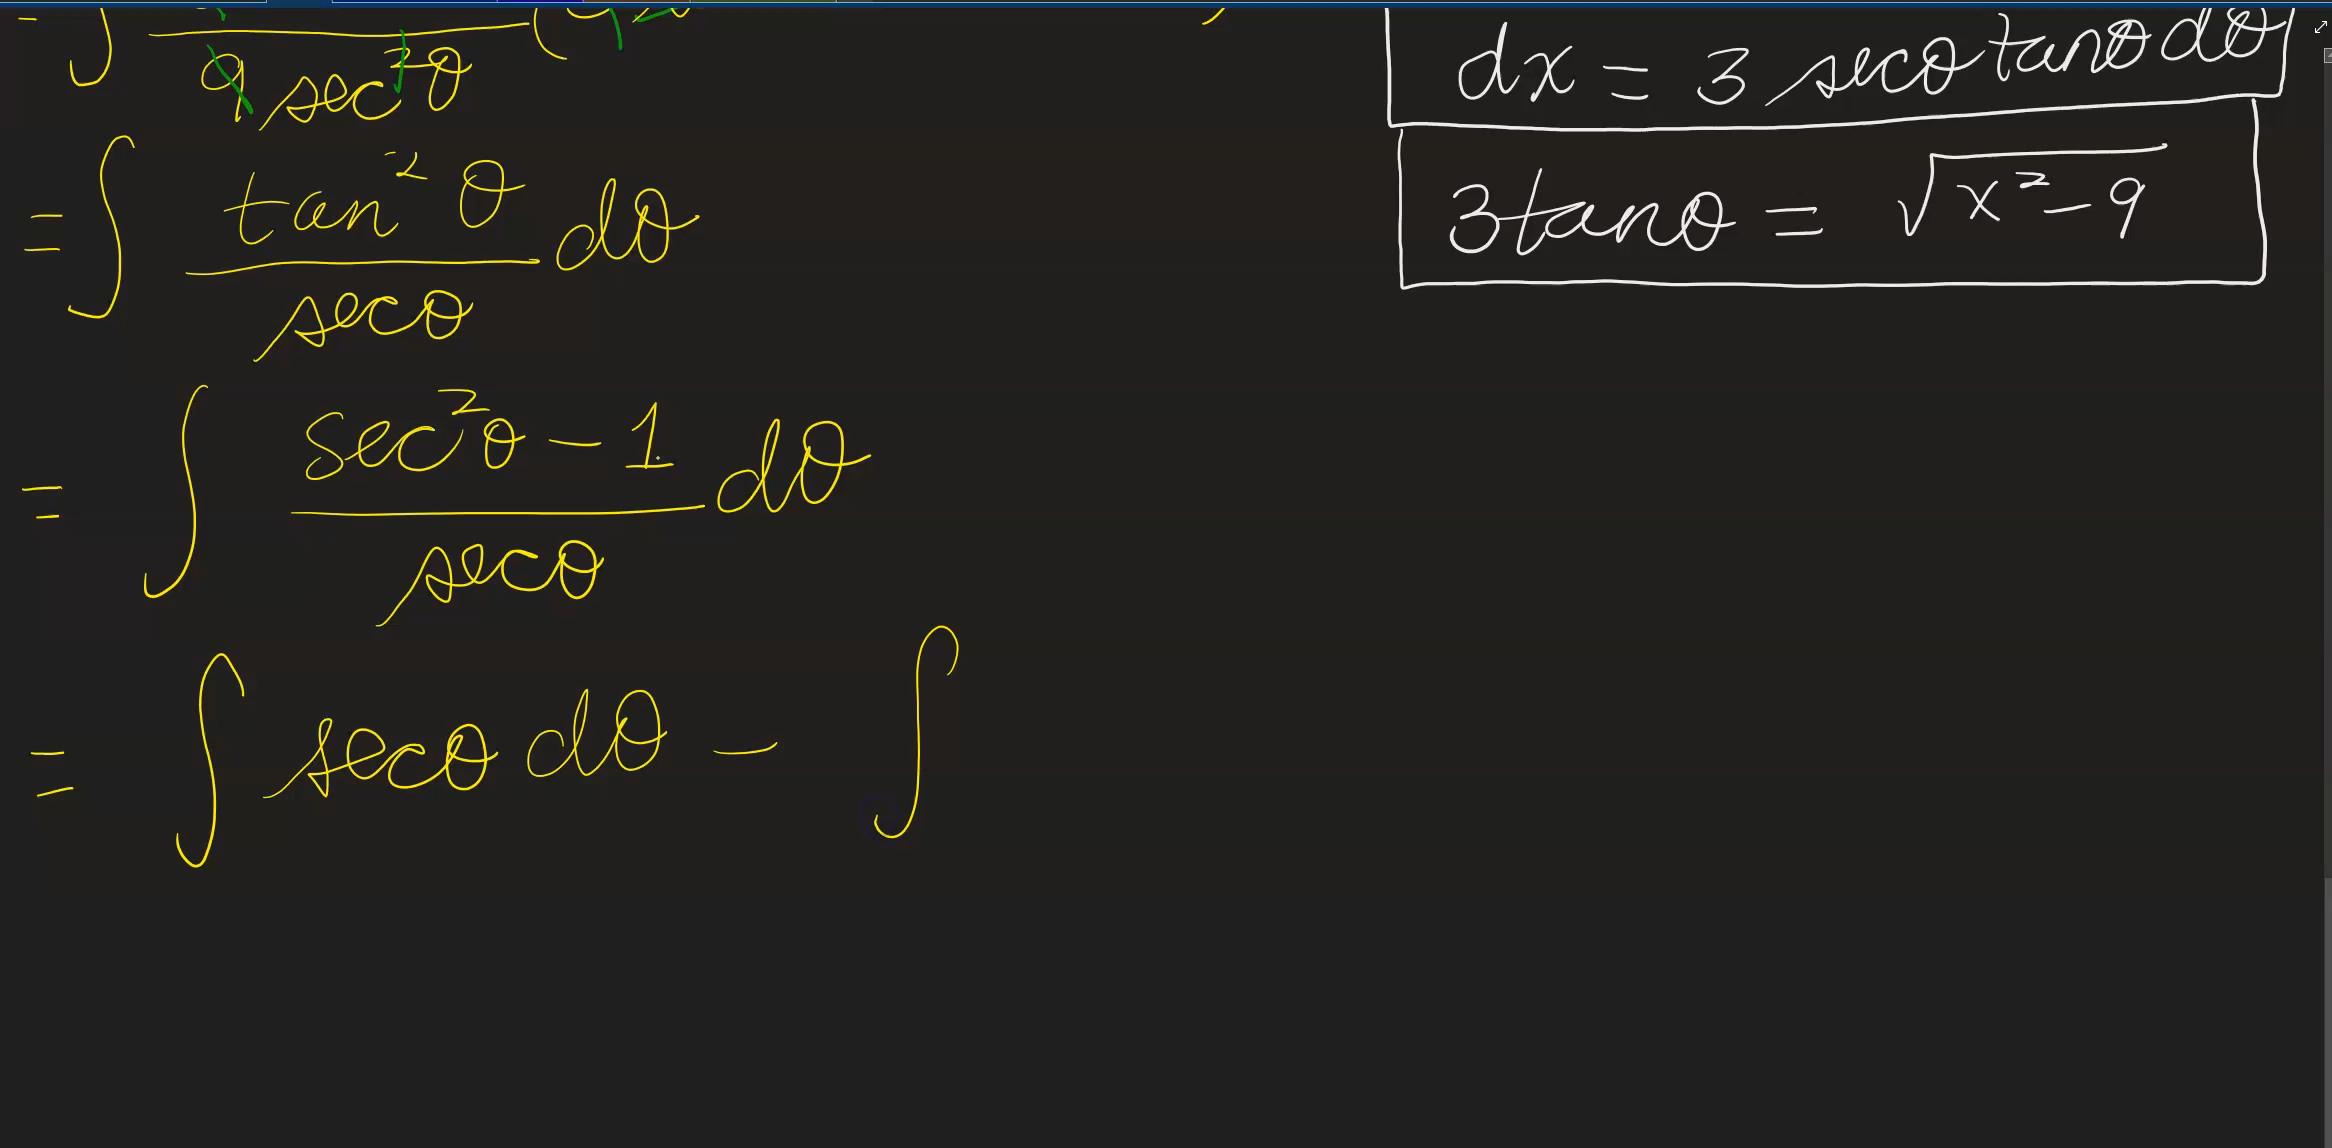 9 sec²θ
= ∫ tan²θ / secθ dθ
= ∫ sec²θ - 1 / secθ dθ
= ∫ secθ dθ - ∫
dx = 3 secθ tanθ dθ
3tanθ = √x² - 9